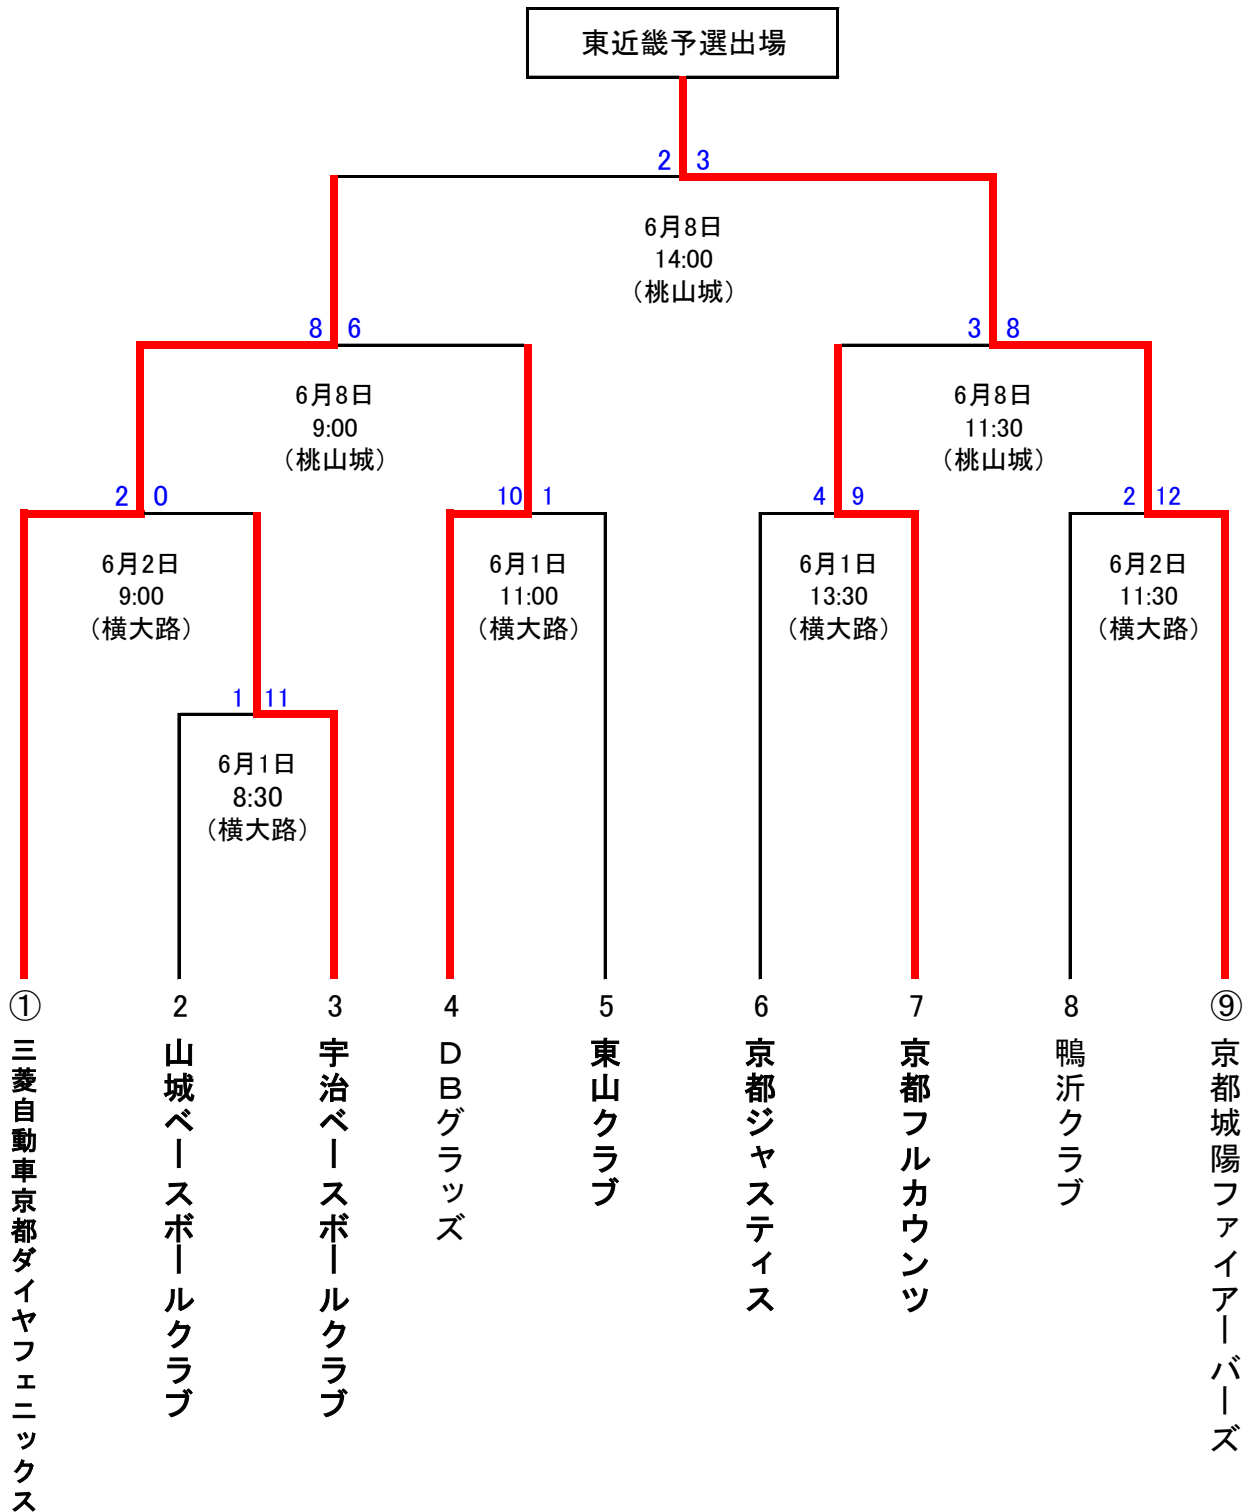 東近畿予選出場
2 3
6月8日
14:00
(桃山城)
8 6
3 8
6月8日
9:00
(桃山城)
6月8日
11:30
(桃山城)
2 0
10 1
4 9
2 12
6月2日
9:00
(横大路)
6月1日
11:00
(横大路)
6月1日
13:30
(横大路)
6月2日
11:30
(横大路)
1 11
6月1日
8:30
(横大路)
① 2 3 4 5 6 7 8 ⑨
三菱自動車京都ダイヤフェニックス
山城ベースボールクラブ
宇治ベースボールクラブ
DBグラッズ
東山クラブ
京都ジャスティス
京都フルカウンツ
鴨沂クラブ
京都城陽ファイアーバーズ